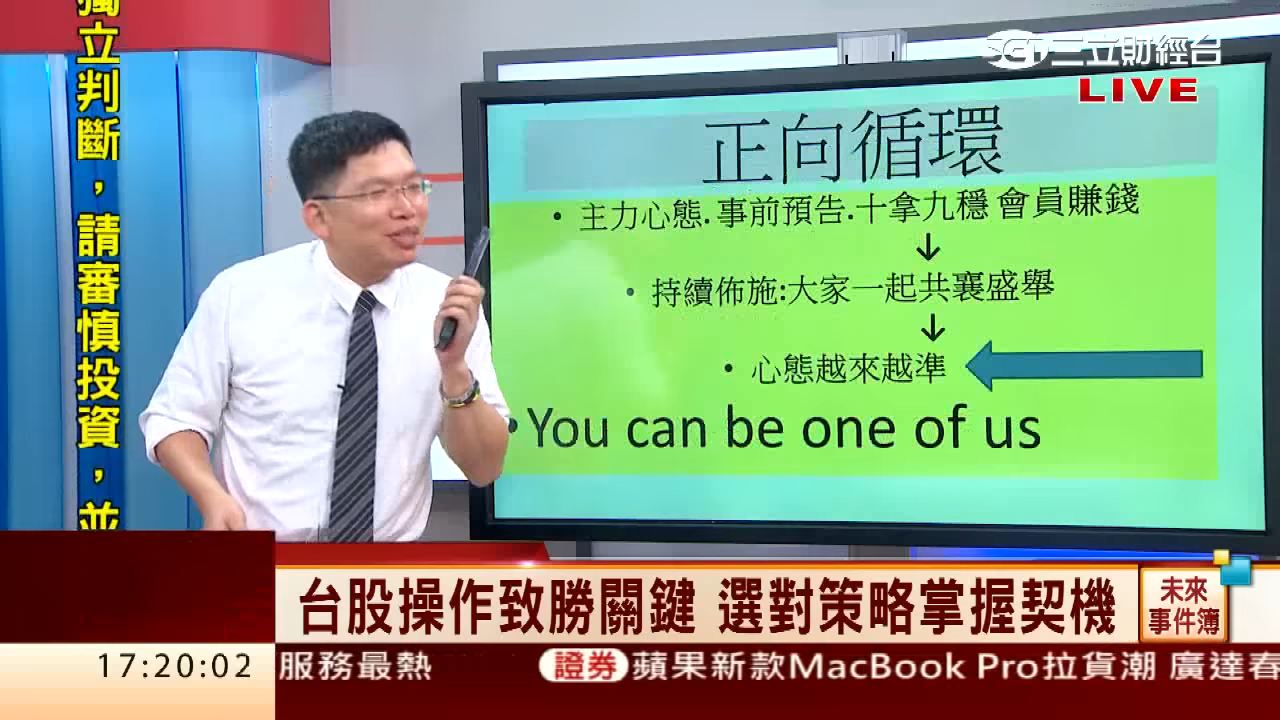 獨立判斷，請審慎投資，並
SET三立財經台
LIVE
正向循環
• 主力心態.事前預告.十拿九穩 會員賺錢
↓
• 持續佈施:大家一起共襄盛舉
↓
• 心態越來越準
• You can be one of us
台股操作致勝關鍵 選對策略掌握契機
未來
事件簿
17:20:02
服務最熱 證券 蘋果新款MacBook Pro拉貨潮 廣達春